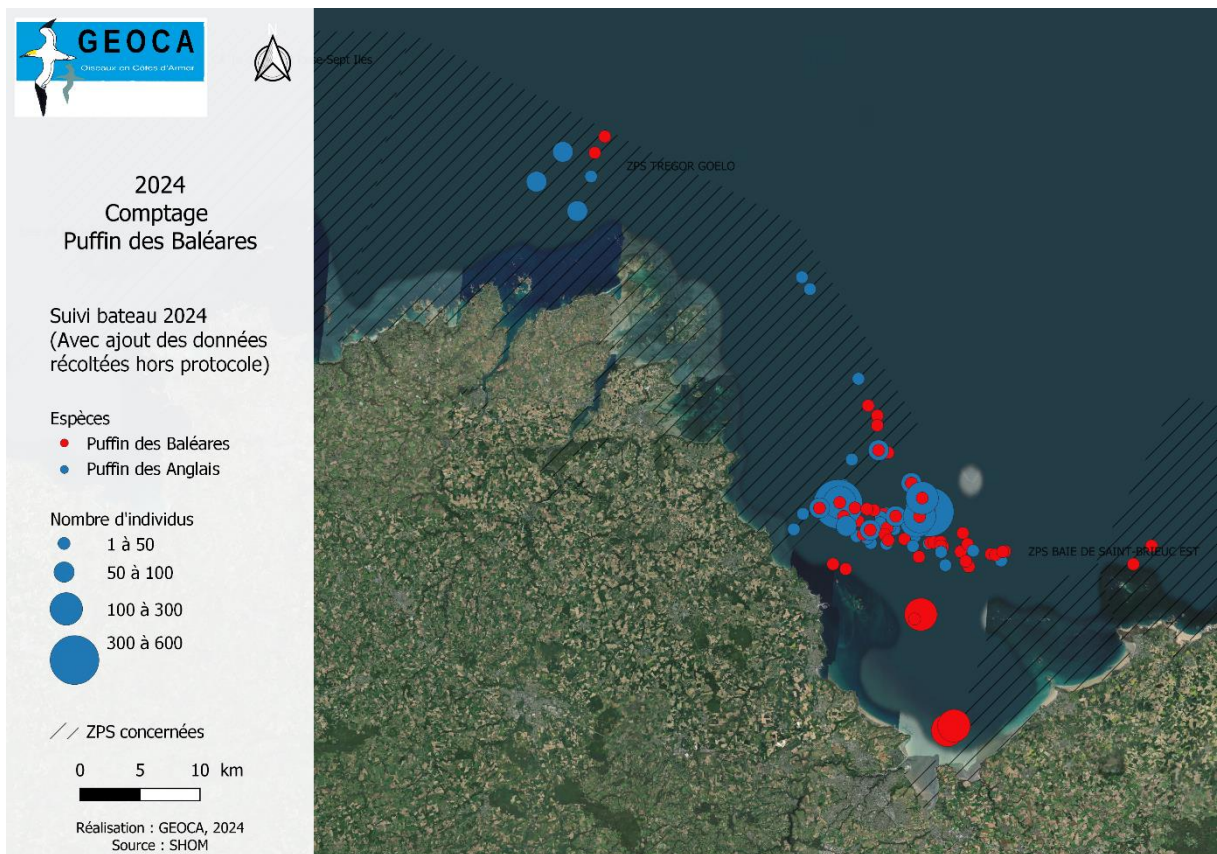 GEOCA
Oiseaux en Côtes d'Armor
N
2024
Comptage
Puffin des Baléares
Suivi bateau 2024
(Avec ajout des données
récoltées hors protocole)
Espèces
Puffin des Baléares
Puffin des Anglais
Nombre d'individus
1 à 50
50 à 100
100 à 300
300 à 600
ZPS concernées
0 5 10 km
Réalisation : GEOCA, 2024
Source : SHOM
-Sept Iles
ZPS TREGOR GOELO
ZPS BAIE DE SAINT-BRIEUC EST